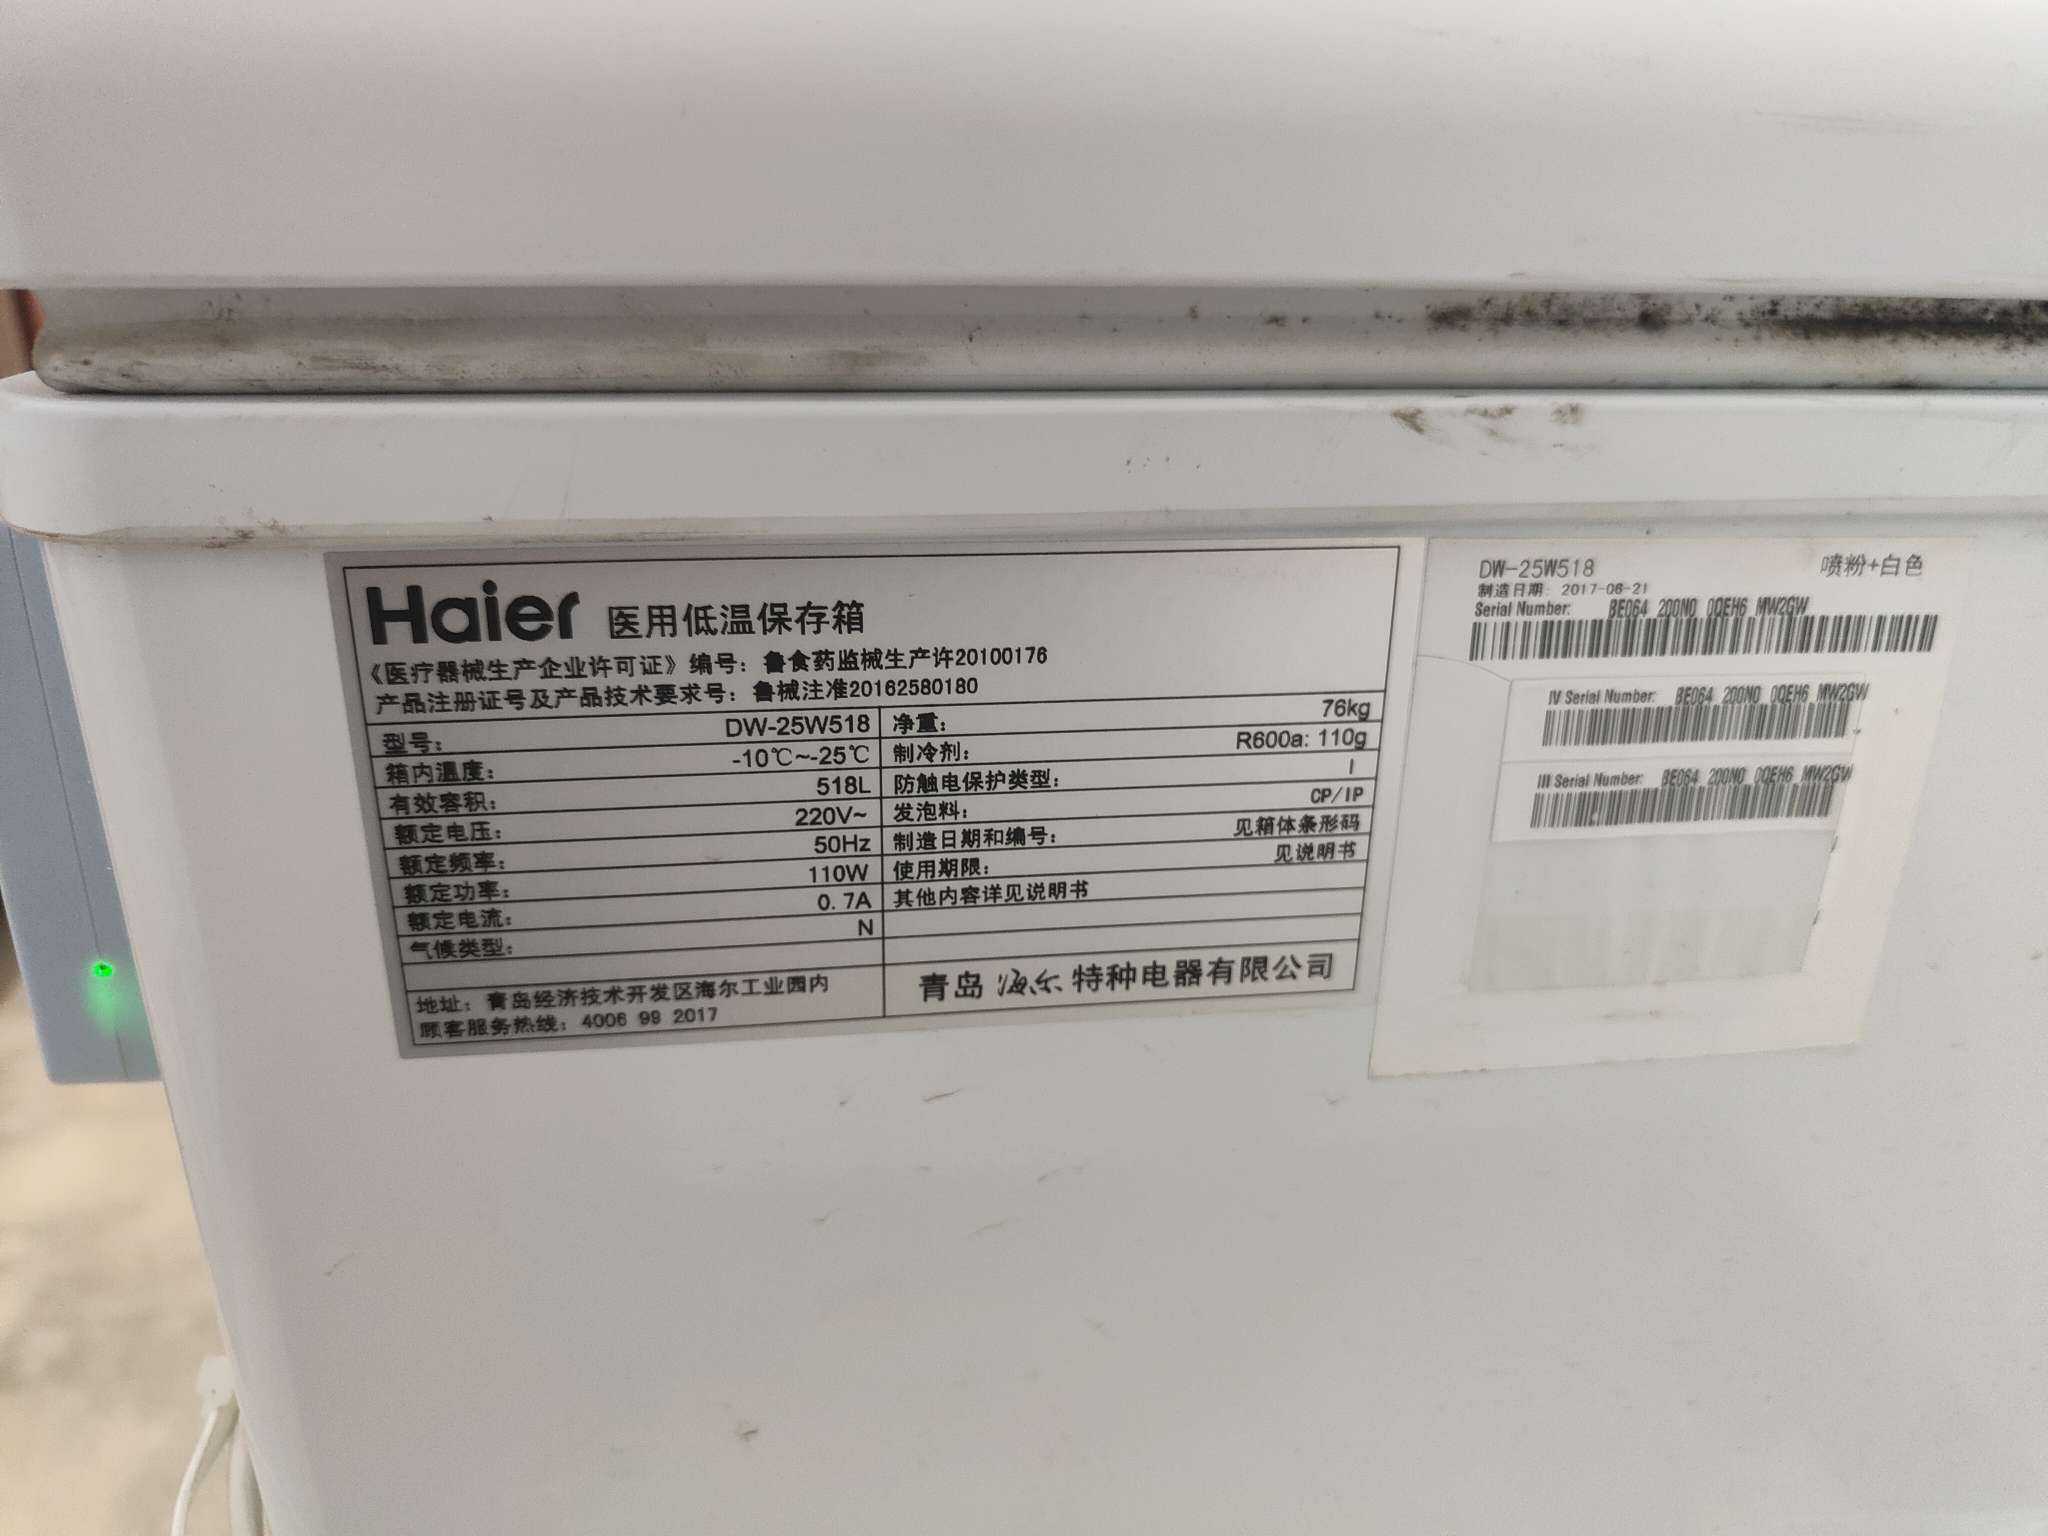 Haier 医用低温保存箱
《医疗器械生产企业许可证》编号：鲁食药监械生产许20100176
产品注册证号及产品技术要求号：鲁械注准20162580180
型号： DW-25W518
箱内温度： -10℃~-25℃
有效容积： 518L
额定电压： 220V~
额定频率： 50Hz
额定功率： 110W
额定电流： 0.7A
气候类型： N
净重： 76kg
制冷剂： R600a: 110g
防触电保护类型： I
发泡料： CP/IP
制造日期和编号： 见箱体条形码
使用期限： 见说明书
其他内容详见说明书
地址：青岛经济技术开发区海尔工业园内
顾客服务热线：4006 99 2017
青岛海尔特种电器有限公司
DW-25W518 喷粉+白色
制造日期：2017-06-21
Serial Number: BE064 200N0 0QEH6 MW2GW
IV Serial Number: BE064 200N0 0QEH6 MW2GW
III Serial Number: BE064 200N0 0QEH6 MW2GW